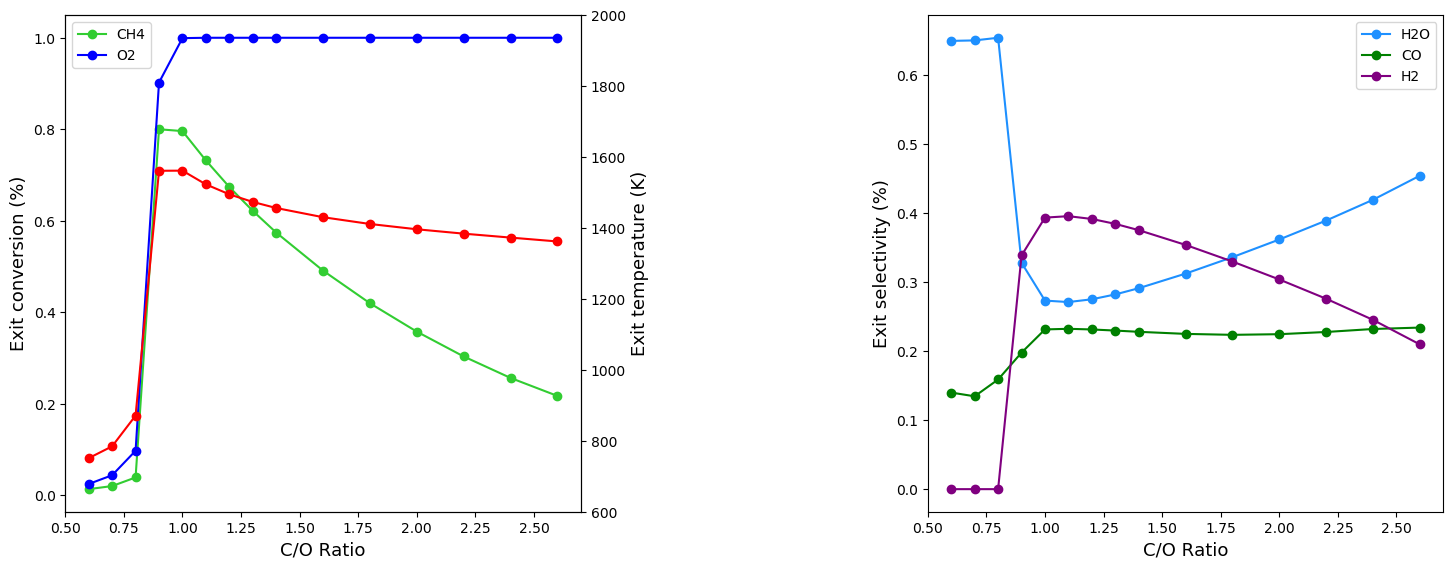 CH4
O2
Exit conversion (%)
1.0
0.8
0.6
0.4
0.2
0.0
0.50 0.75 1.00 1.25 1.50 1.75 2.00 2.25 2.50
C/O Ratio
2000
1800
1600
1400
1200
1000
800
600
Exit temperature (K)
H2O
CO
H2
Exit selectivity (%)
0.6
0.5
0.4
0.3
0.2
0.1
0.0
0.50 0.75 1.00 1.25 1.50 1.75 2.00 2.25 2.50
C/O Ratio